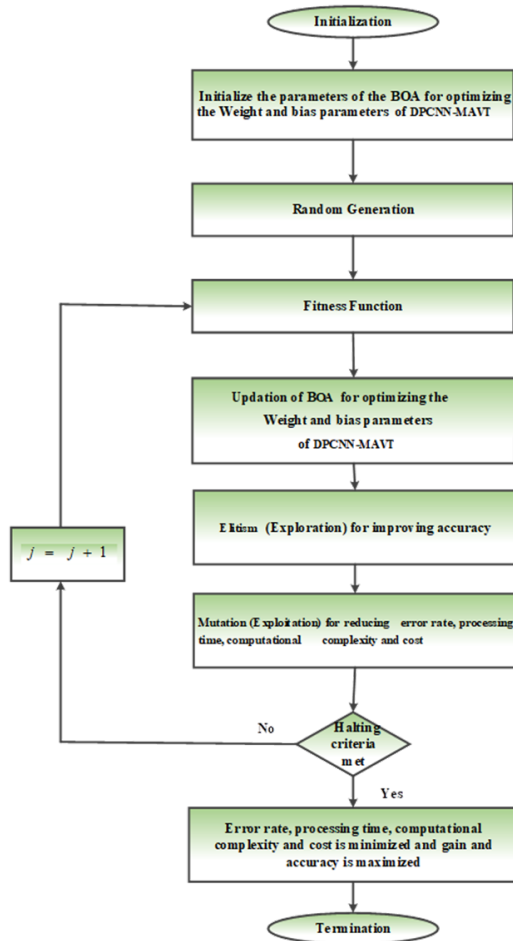 Initialization
Initialize the parameters of the BOA for optimizing
the Weight and bias parameters of DPCNN-MAVT
Random Generation
Fitness Function
Updation of BOA for optimizing the
Weight and bias parameters
of DPCNN-MAVT
Elitism (Exploration) for improving accuracy
j = j + 1
Mutation (Exploitation) for reducing error rate, processing
time, computational complexity and cost
No
Halting
criteria
met
Yes
Error rate, processing time, computational
complexity and cost is minimized and gain and
accuracy is maximized
Termination